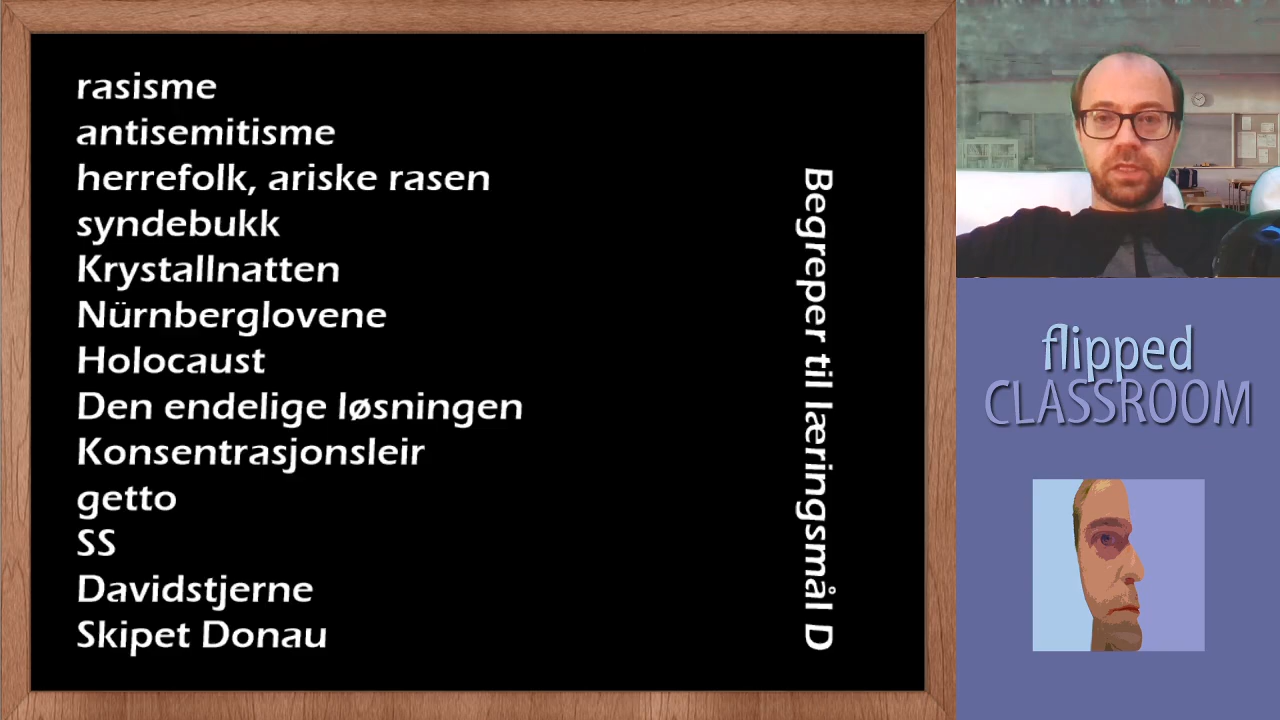 rasisme
antisemitisme
herrefolk, ariske rasen
syndebukk
Krystallnatten
Nürnberglovene
Holocaust
Den endelige løsningen
Konsentrasjonsleir
getto
SS
Davidstjerne
Skipet Donau
Begreper til læringsmål D
flipped
CLASSROOM